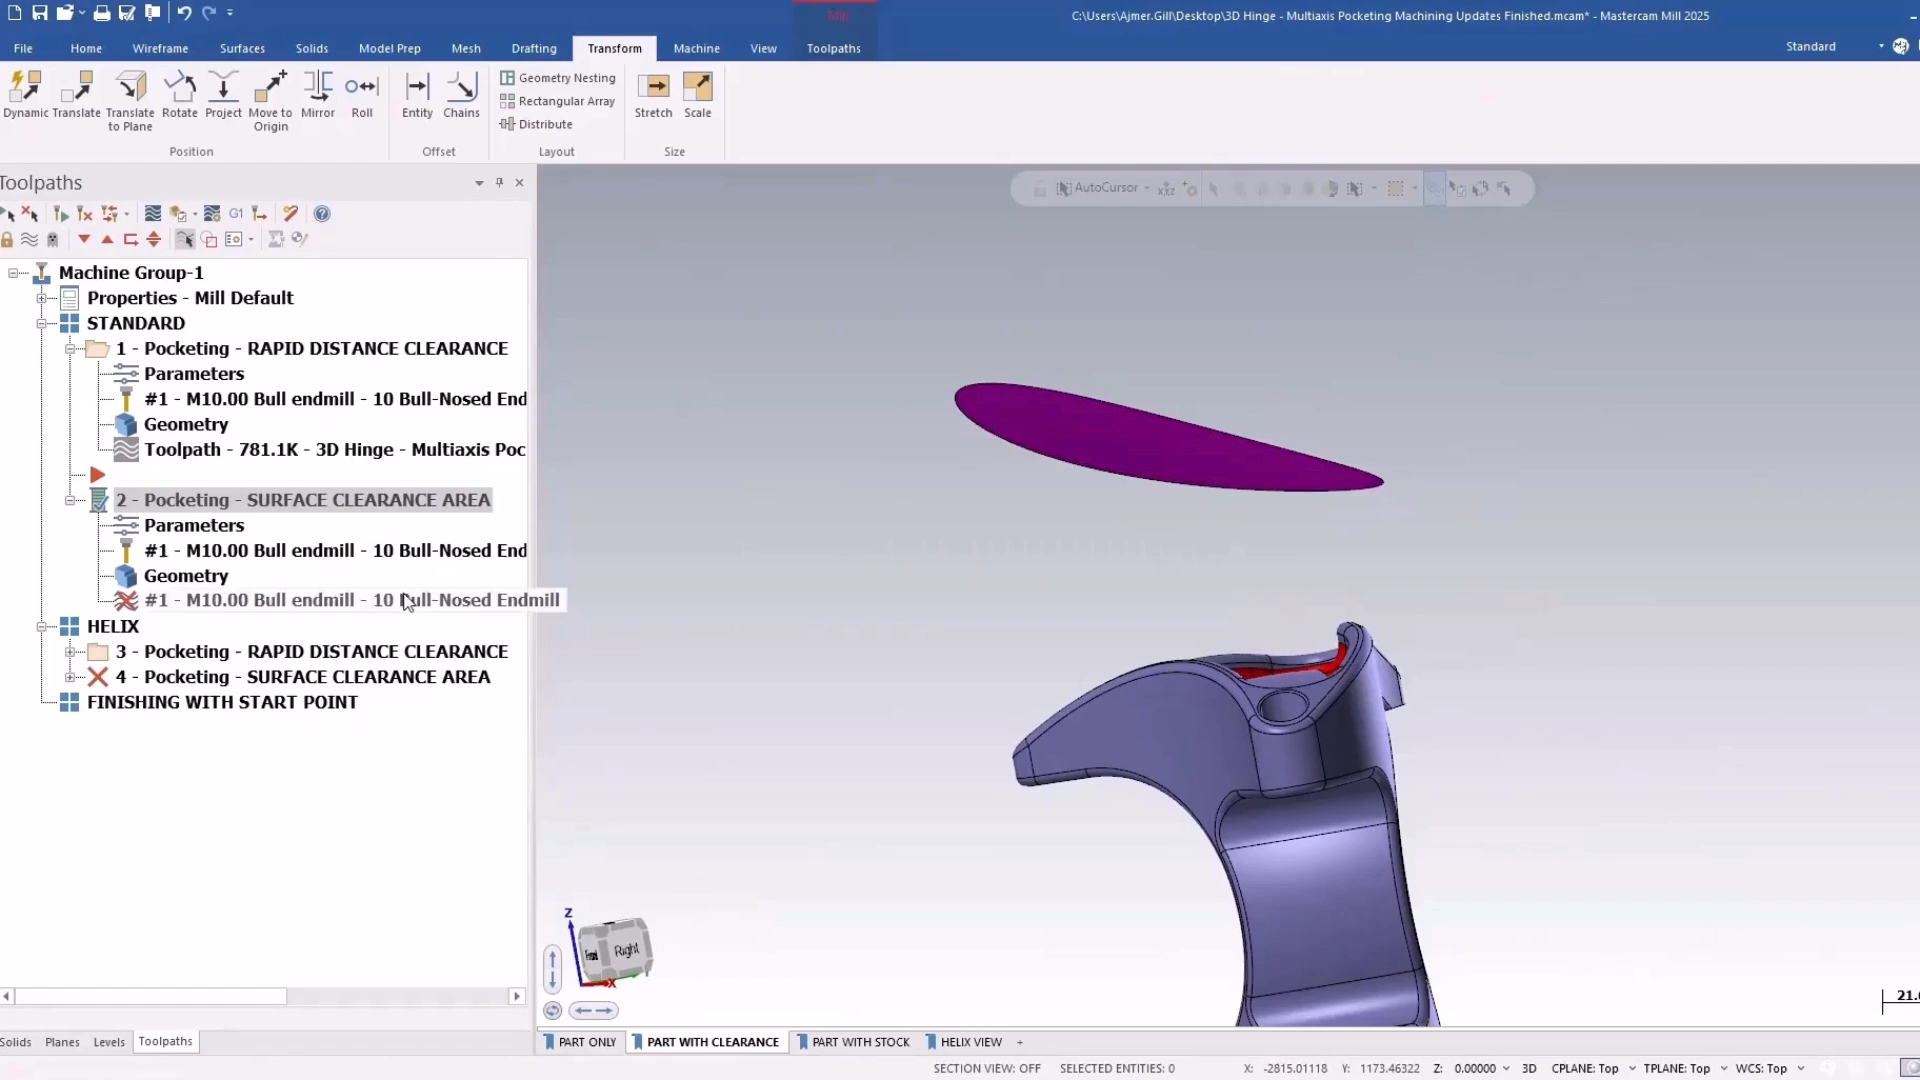 C:\Users\Ajmer.Gill\Desktop\3D Hinge - Multiaxis Pocketing Machining Updates Finished.mcam* - Mastercam Mill 2025
Mill
File Home Wireframe Surfaces Solids Model Prep Mesh Drafting Transform Machine View Toolpaths Standard
Dynamic Translate Translate to Plane Rotate Project Move to Origin Mirror Roll
Entity Chains
Geometry Nesting
Rectangular Array
Distribute
Stretch Scale
Position Offset Layout Size
Toolpaths
AutoCursor
G1
Machine Group-1
Properties - Mill Default
STANDARD
1 - Pocketing - RAPID DISTANCE CLEARANCE
Parameters
#1 - M10.00 Bull endmill - 10 Bull-Nosed End
Geometry
Toolpath - 781.1K - 3D Hinge - Multiaxis Poc
2 - Pocketing - SURFACE CLEARANCE AREA
Parameters
#1 - M10.00 Bull endmill - 10 Bull-Nosed End
Geometry
#1 - M10.00 Bull endmill - 10 Bull-Nosed Endmill
HELIX
3 - Pocketing - RAPID DISTANCE CLEARANCE
4 - Pocketing - SURFACE CLEARANCE AREA
FINISHING WITH START POINT
Z
Right
X
21.
Solids Planes Levels Toolpaths
PART ONLY PART WITH CLEARANCE PART WITH STOCK HELIX VIEW +
SECTION VIEW: OFF SELECTED ENTITIES: 0 X: -2815.01118 Y: 1173.46322 Z: 0.00000 3D CPLANE: Top TPLANE: Top WCS: Top